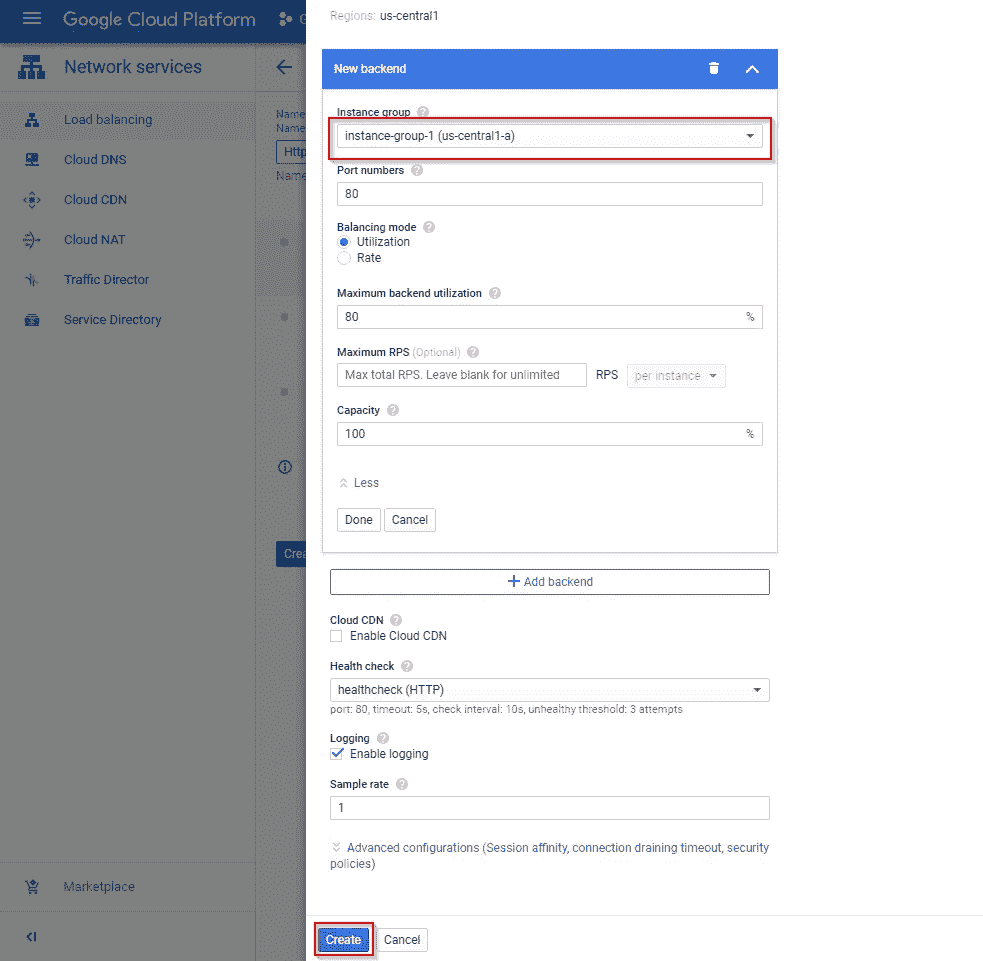 Google Cloud Platform
G
Network services
Load balancing
Cloud DNS
Cloud CDN
Cloud NAT
Traffic Director
Service Directory
Marketplace
Name
Name
Http
Name
Crea
Regions: us-central1
New backend
Instance group ?
instance-group-1 (us-central1-a)
Port numbers ?
80
Balancing mode ?
Utilization
Rate
Maximum backend utilization ?
80 %
Maximum RPS (Optional) ?
Max total RPS. Leave blank for unlimited RPS per instance
Capacity ?
100 %
Less
Done Cancel
+ Add backend
Cloud CDN ?
Enable Cloud CDN
Health check ?
healthcheck (HTTP)
port: 80, timeout: 5s, check interval: 10s, unhealthy threshold: 3 attempts
Logging ?
Enable logging
Sample rate ?
1
Advanced configurations (Session affinity, connection draining timeout, security
policies)
Create Cancel